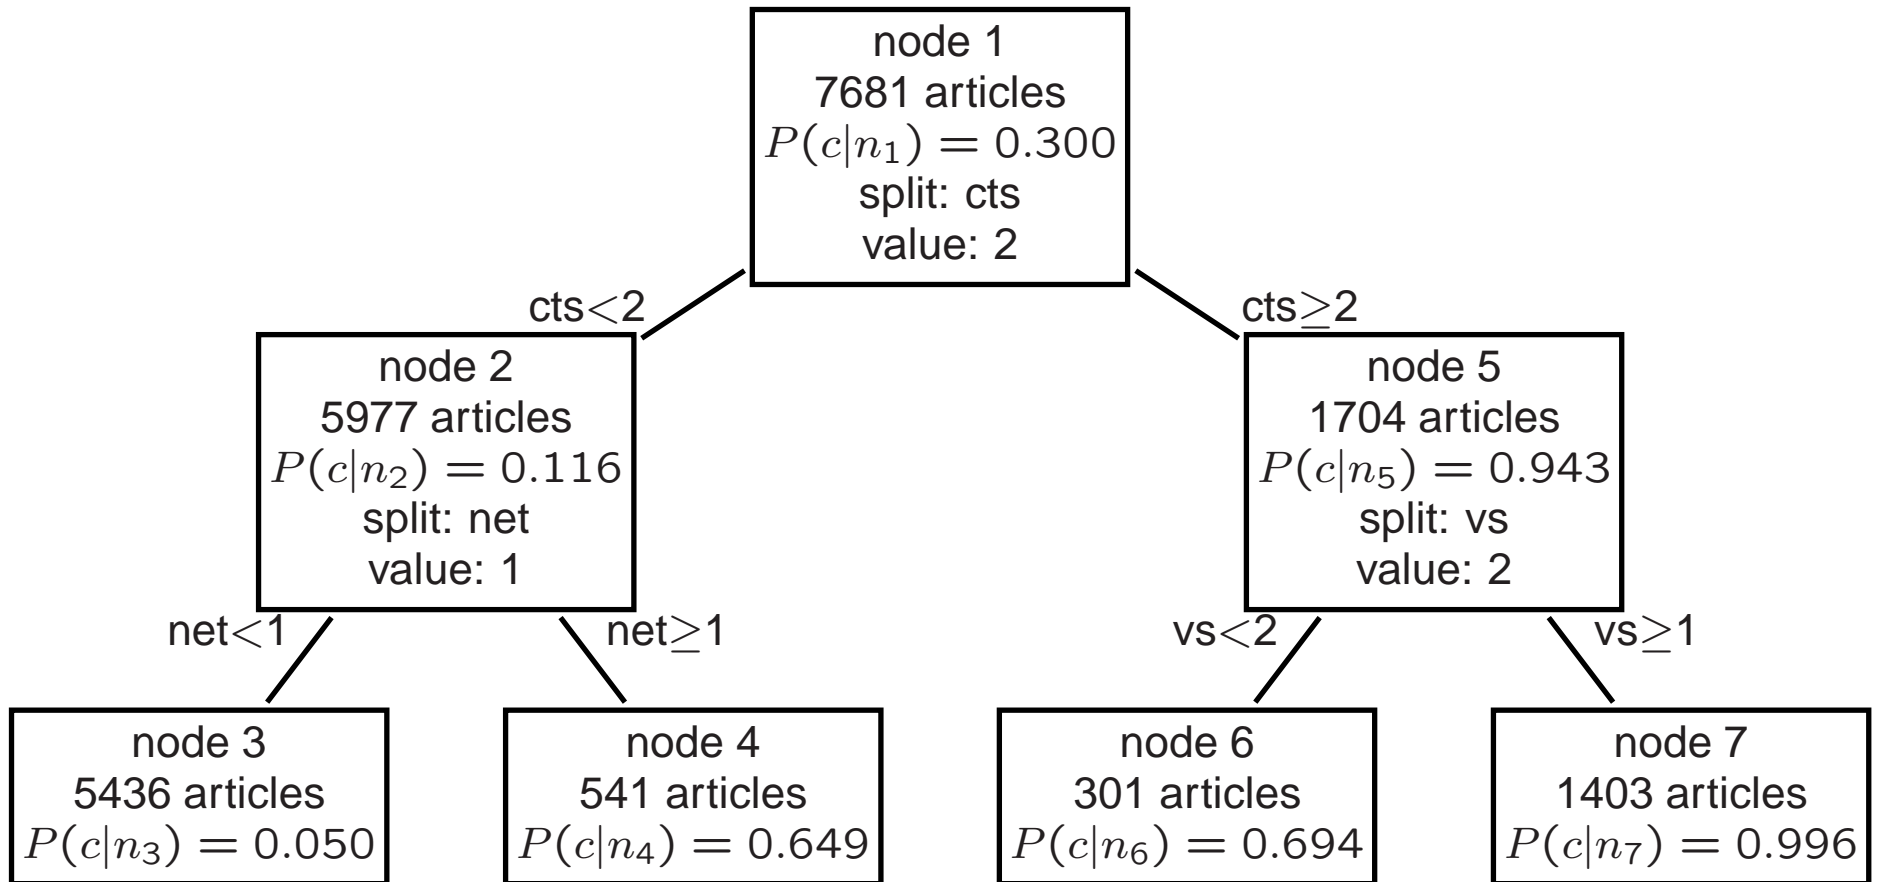 node 1
7681 articles
P(c|n₁) = 0.300
split: cts
value: 2
cts<2
cts≥2
node 2
5977 articles
P(c|n₂) = 0.116
split: net
value: 1
node 5
1704 articles
P(c|n₅) = 0.943
split: vs
value: 2
net<1
net≥1
vs<2
vs≥1
node 3
5436 articles
P(c|n₃) = 0.050
node 4
541 articles
P(c|n₄) = 0.649
node 6
301 articles
P(c|n₆) = 0.694
node 7
1403 articles
P(c|n₇) = 0.996